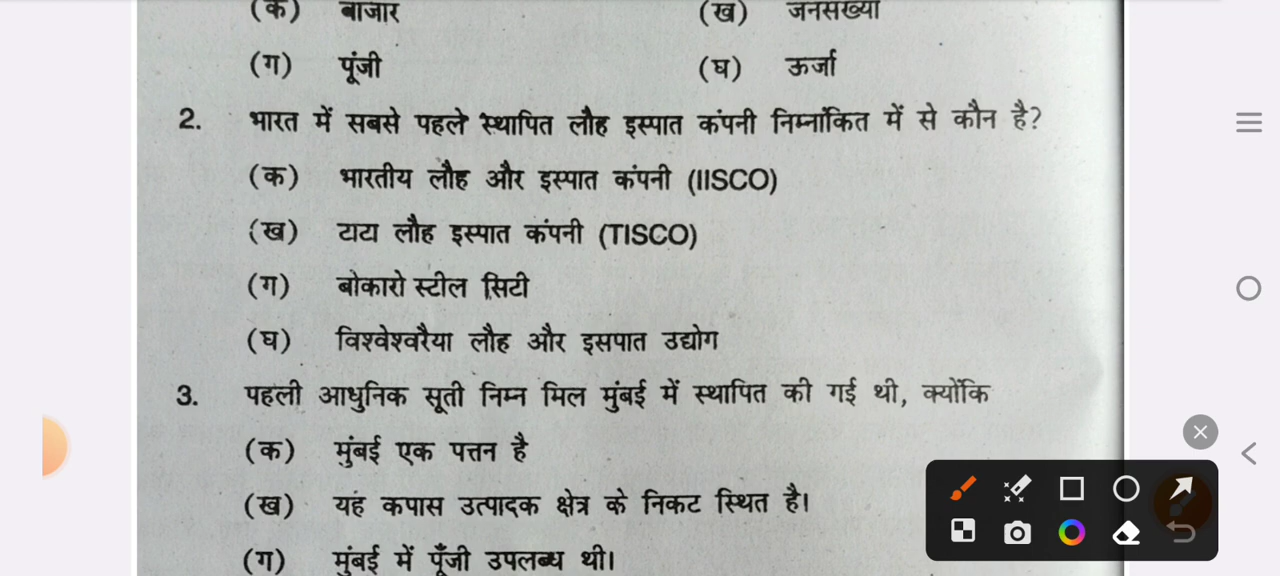 (क) बाजार (ख) जनसंख्या
(ग) पूंजी (घ) ऊर्जा
2. भारत में सबसे पहले स्थापित लौह इस्पात कंपनी निम्नांकित में से कौन है?
(क) भारतीय लौह और इस्पात कंपनी (IISCO)
(ख) टाटा लौह इस्पात कंपनी (TISCO)
(ग) बोकारो स्टील सिटी
(घ) विश्वेश्वरैया लौह और इसपात उद्योग
3. पहली आधुनिक सूती निम्न मिल मुंबई में स्थापित की गई थी, क्योंकि
(क) मुंबई एक पत्तन है
(ख) यह कपास उत्पादक क्षेत्र के निकट स्थित है।
(ग) मुंबई में पूँजी उपलब्ध थी।